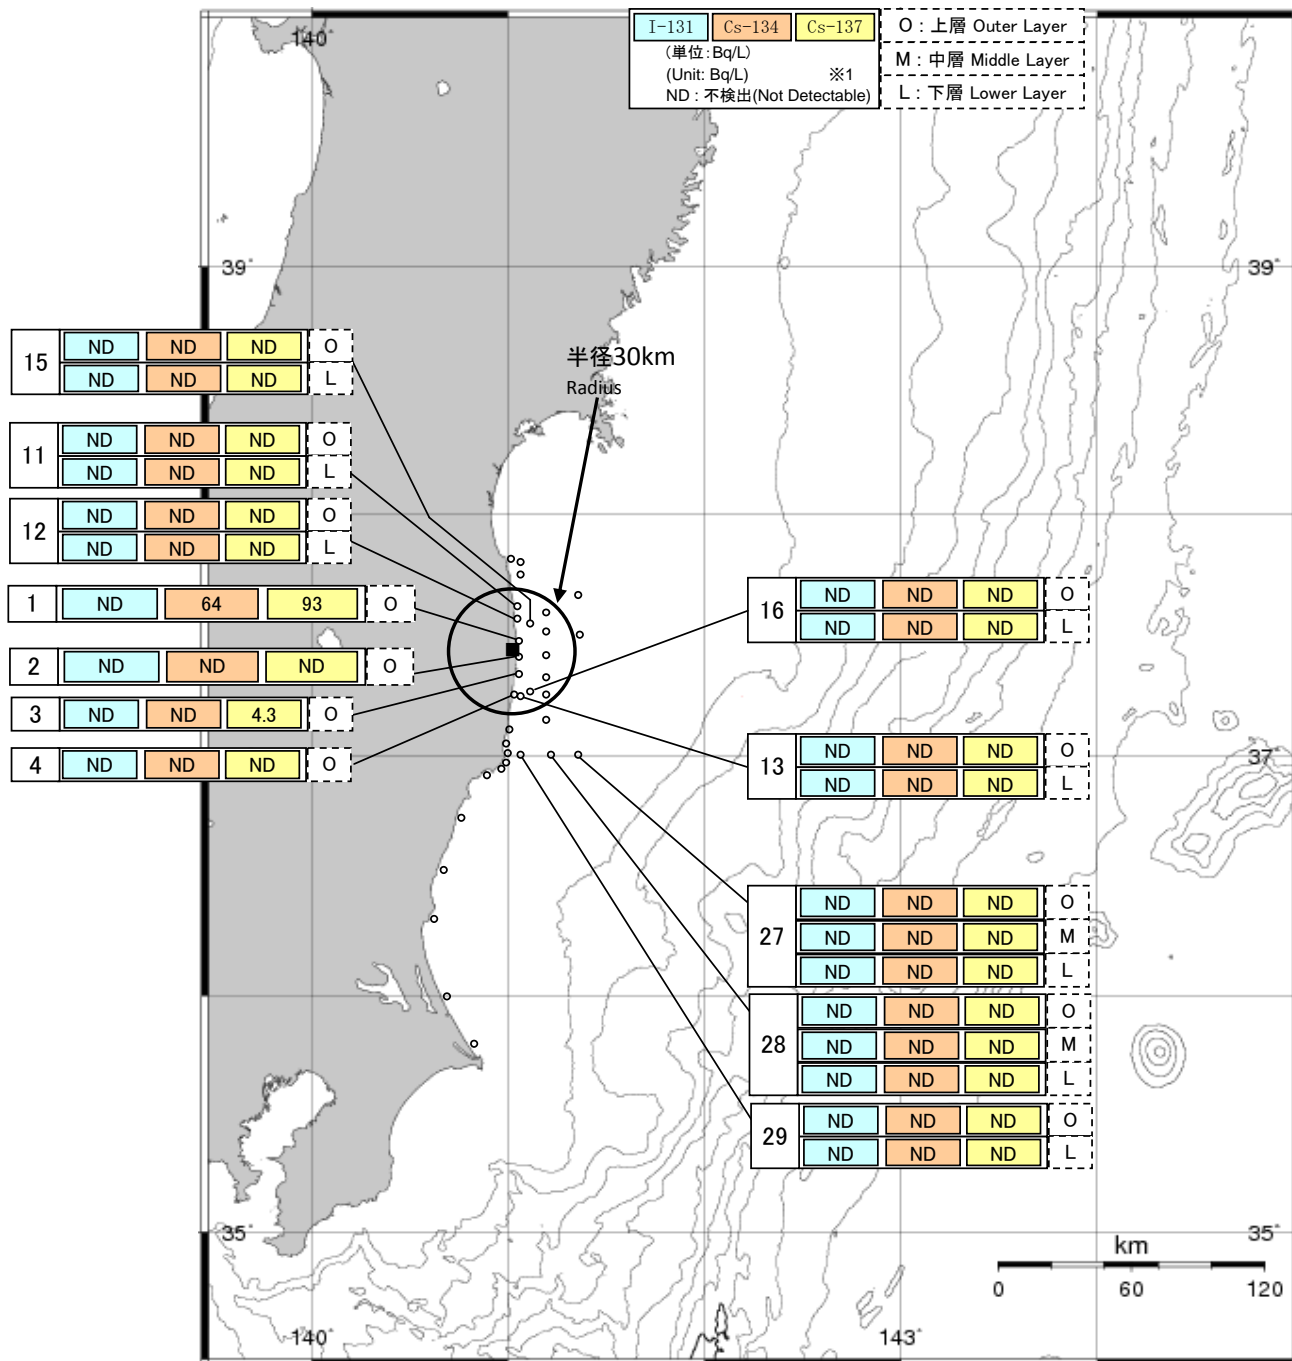 140°
I-131 Cs-134 Cs-137
(単位:Bq/L)
(Unit: Bq/L) ※1
ND : 不検出(Not Detectable)
O : 上層 Outer Layer
M : 中層 Middle Layer
L : 下層 Lower Layer
39° 39°
半径30km
Radius
15
ND ND ND O
ND ND ND L
11
ND ND ND O
ND ND ND L
12
ND ND ND O
ND ND ND L
1 ND 64 93 O
2 ND ND ND O
3 ND ND 4.3 O
4 ND ND ND O
16
ND ND ND O
ND ND ND L
37°
13
ND ND ND O
ND ND ND L
27
ND ND ND O
ND ND ND M
ND ND ND L
28
ND ND ND O
ND ND ND M
ND ND ND L
29
ND ND ND O
ND ND ND L
35° 35°
km
0 60 120
140° 143°